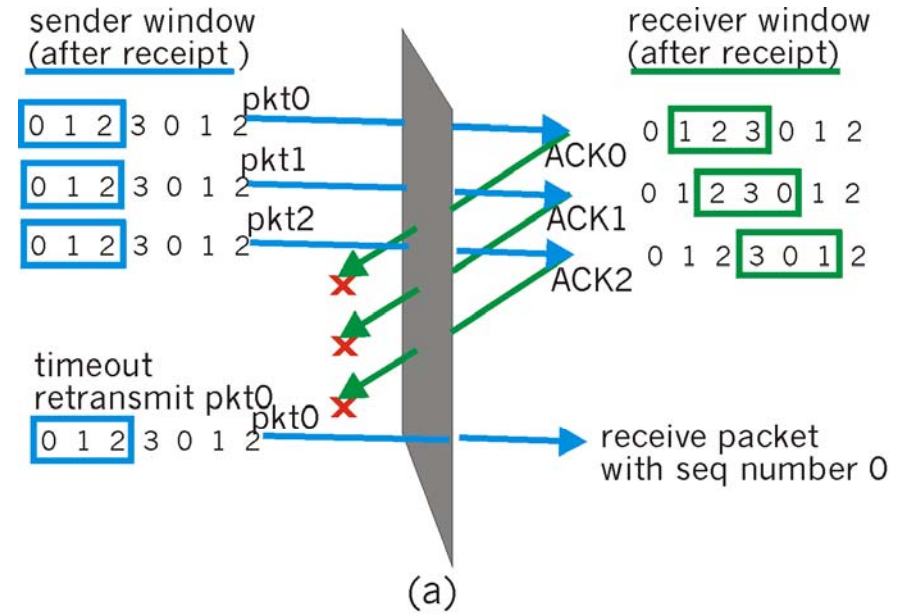 sender window
(after receipt )
receiver window
(after receipt)
0 1 2 3 0 1 2
pkt0
ACK0
0 1 2 3 0 1 2
0 1 2 3 0 1 2
pkt1
ACK1
0 1 2 3 0 1 2
0 1 2 3 0 1 2
pkt2
ACK2
0 1 2 3 0 1 2
timeout
retransmit pkt0
0 1 2 3 0 1 2
pkt0
receive packet
with seq number 0
(a)